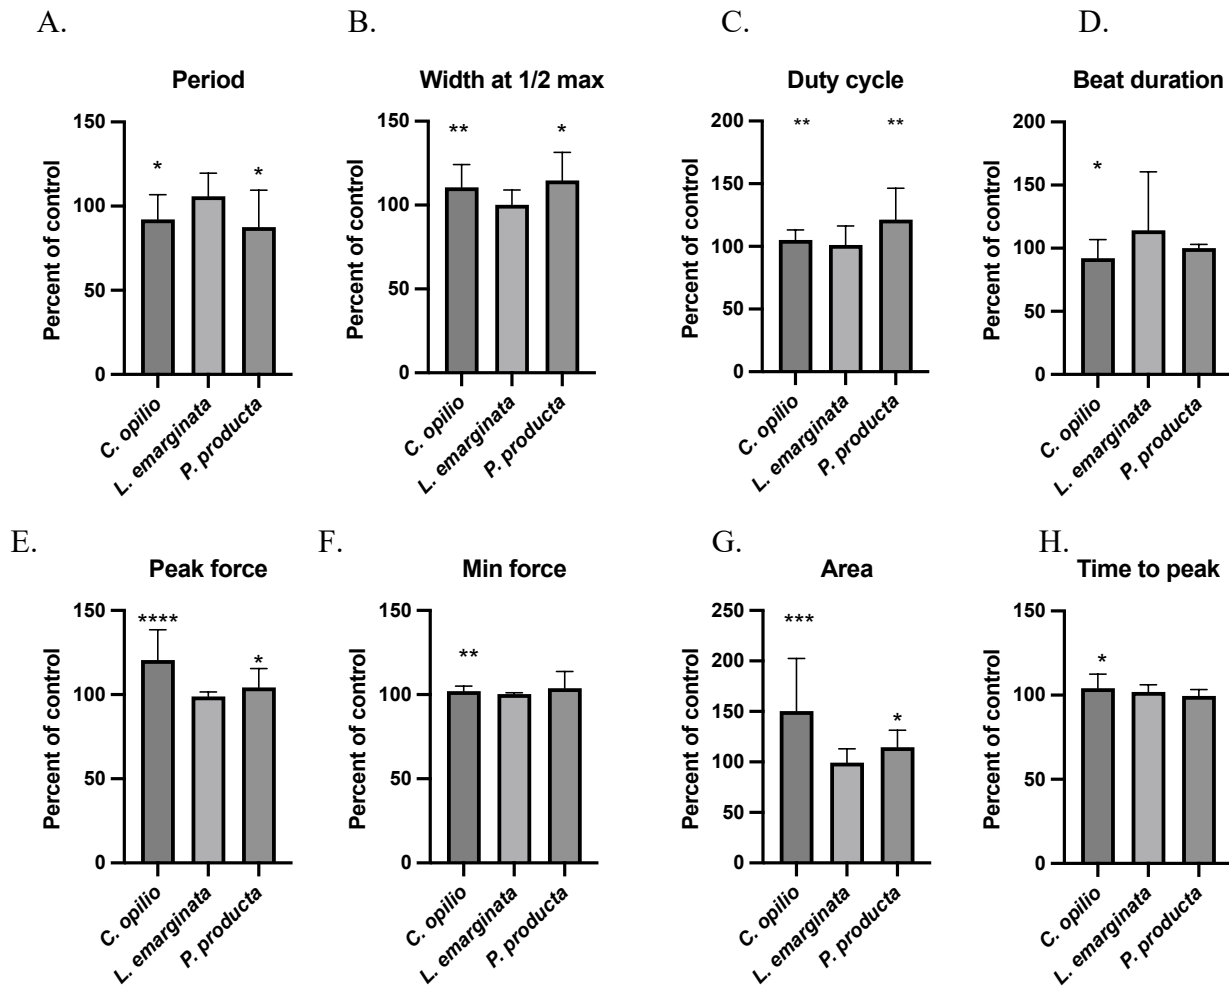 A.
Period
Percent of control
150
100
50
0
*
*
C. opilio
L. emarginata
P. producta
B.
Width at 1/2 max
Percent of control
150
100
50
0
**
*
C. opilio
L. emarginata
P. producta
C.
Duty cycle
Percent of control
200
150
100
50
0
**
**
C. opilio
L. emarginata
P. producta
D.
Beat duration
Percent of control
200
150
100
50
0
*
C. opilio
L. emarginata
P. producta
E.
Peak force
Percent of control
150
100
50
0
****
*
C. opilio
L. emarginata
P. producta
F.
Min force
Percent of control
150
100
50
0
**
C. opilio
L. emarginata
P. producta
G.
Area
Percent of control
250
200
150
100
50
0
***
*
C. opilio
L. emarginata
P. producta
H.
Time to peak
Percent of control
150
100
50
0
*
C. opilio
L. emarginata
P. producta